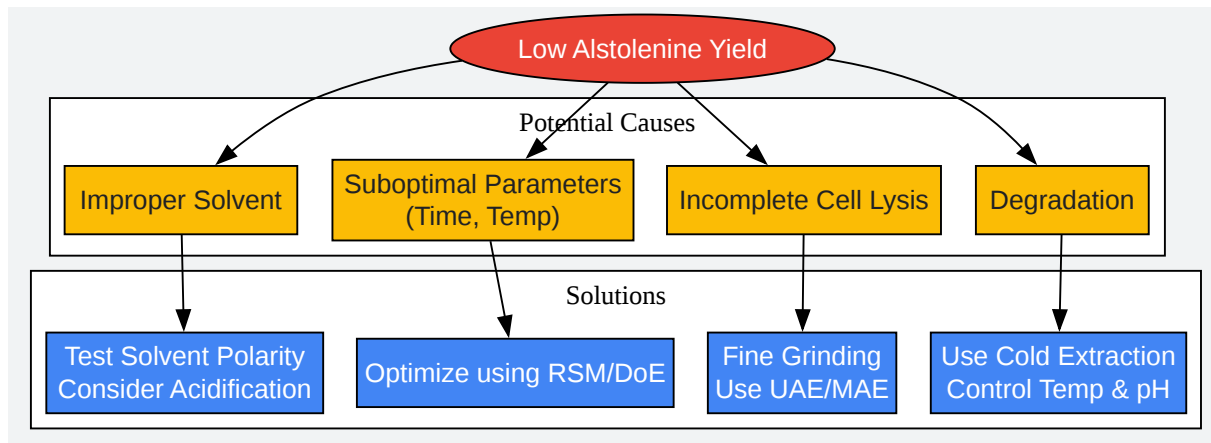 Low Alstolenine Yield
Potential Causes
Improper Solvent
Suboptimal Parameters
(Time, Temp)
Incomplete Cell Lysis
Degradation
Solutions
Test Solvent Polarity
Consider Acidification
Optimize using RSM/DoE
Fine Grinding
Use UAE/MAE
Use Cold Extraction
Control Temp & pH